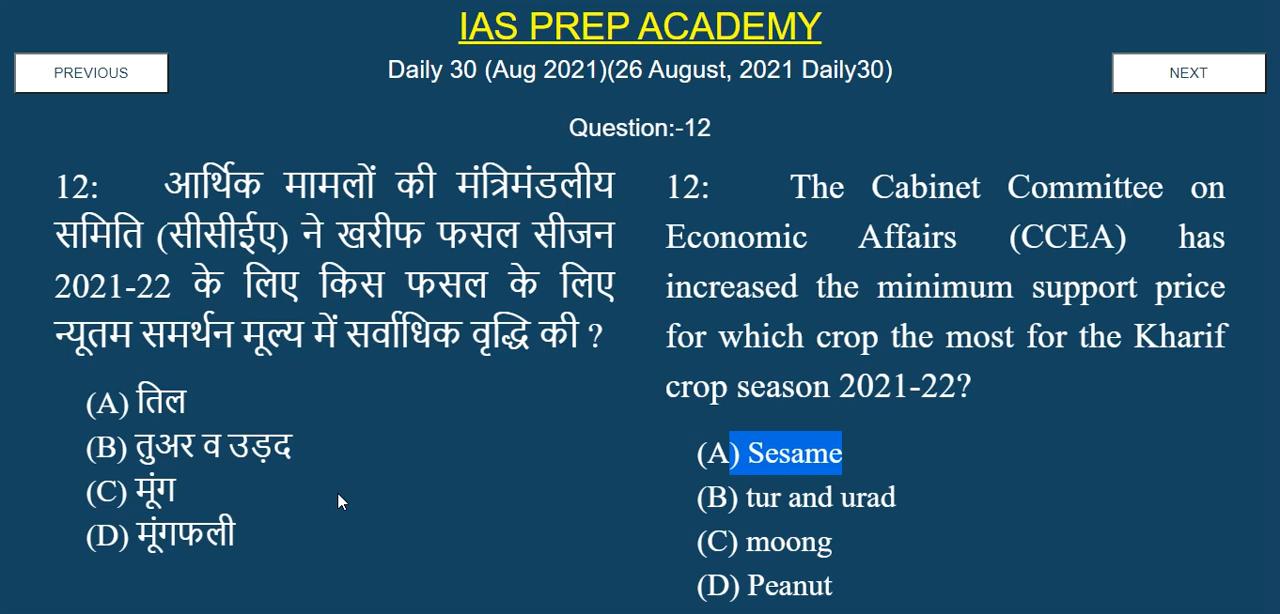 IAS PREP ACADEMY
PREVIOUS
Daily 30 (Aug 2021)(26 August, 2021 Daily30)
NEXT
Question:-12
12: आर्थिक मामलों की मंत्रिमंडलीय
समिति (सीसीईए) ने खरीफ फसल सीजन
2021-22 के लिए किस फसल के लिए
न्यूतम समर्थन मूल्य में सर्वाधिक वृद्धि की ?
(A) तिल
(B) तुअर व उड़द
(C) मूंग
(D) मूंगफली
12: The Cabinet Committee on
Economic Affairs (CCEA) has
increased the minimum support price
for which crop the most for the Kharif
crop season 2021-22?
(A) Sesame
(B) tur and urad
(C) moong
(D) Peanut